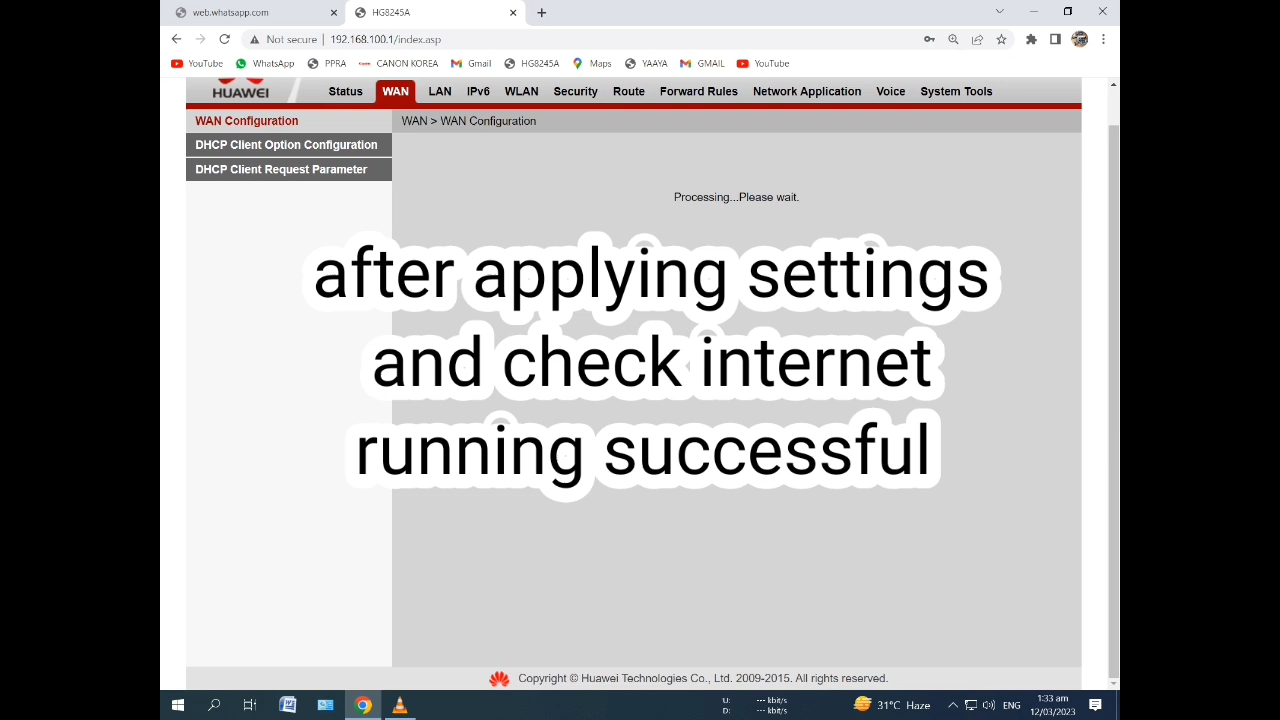 web.whatsapp.com
HG8245A
Not secure
192.168.100.1/index.asp
YouTube
WhatsApp
PPRA
CANON KOREA
Gmail
HG8245A
Maps
YAAYA
GMAIL
YouTube
HUAWEI
Status
WAN
LAN
IPv6
WLAN
Security
Route
Forward Rules
Network Application
Voice
System Tools
WAN Configuration
WAN > WAN Configuration
DHCP Client Option Configuration
DHCP Client Request Parameter
Processing...Please wait.
after applying settings
and check internet
running successful
Copyright © Huawei Technologies Co., Ltd. 2009-2015. All rights reserved.
U: --- kbit/s
D: --- kbit/s
31°C Haze
ENG
1:33 am
12/03/2023